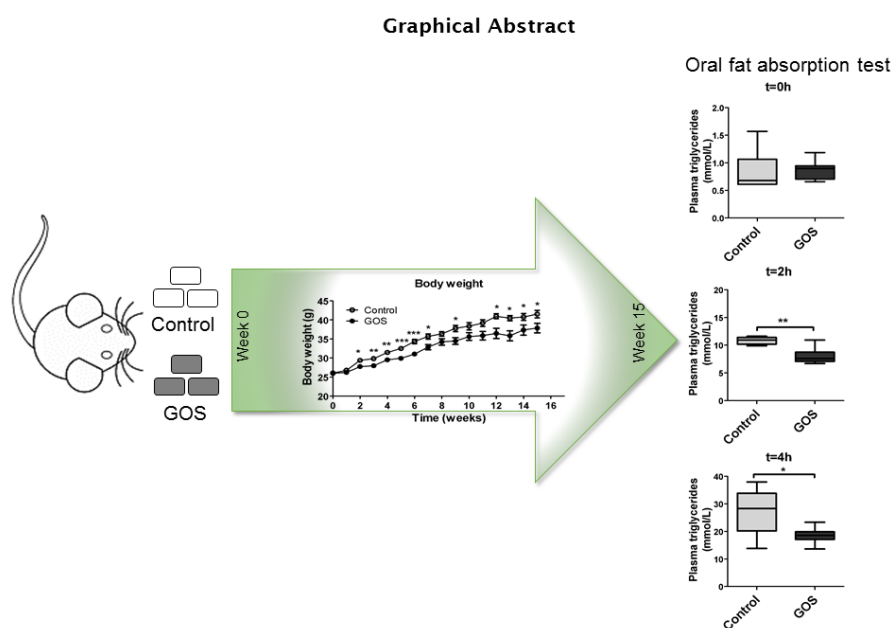 Graphical Abstract
Control
GOS
Week 0
Body weight
Body weight (g)
45
40
35
30
25
20
Control
GOS
* ** ** *** *** * * * * * *
0 2 4 6 8 10 12 14 16
Time (weeks)
Week 15
Oral fat absorption test
t=0h
Plasma triglycerides
(mmol/L)
2.0
1.5
1.0
0.5
0.0
Control
GOS
t=2h
Plasma triglycerides
(mmol/L)
20
15
10
5
0
**
Control
GOS
t=4h
Plasma triglycerides
(mmol/L)
40
30
20
10
0
*
Control
GOS